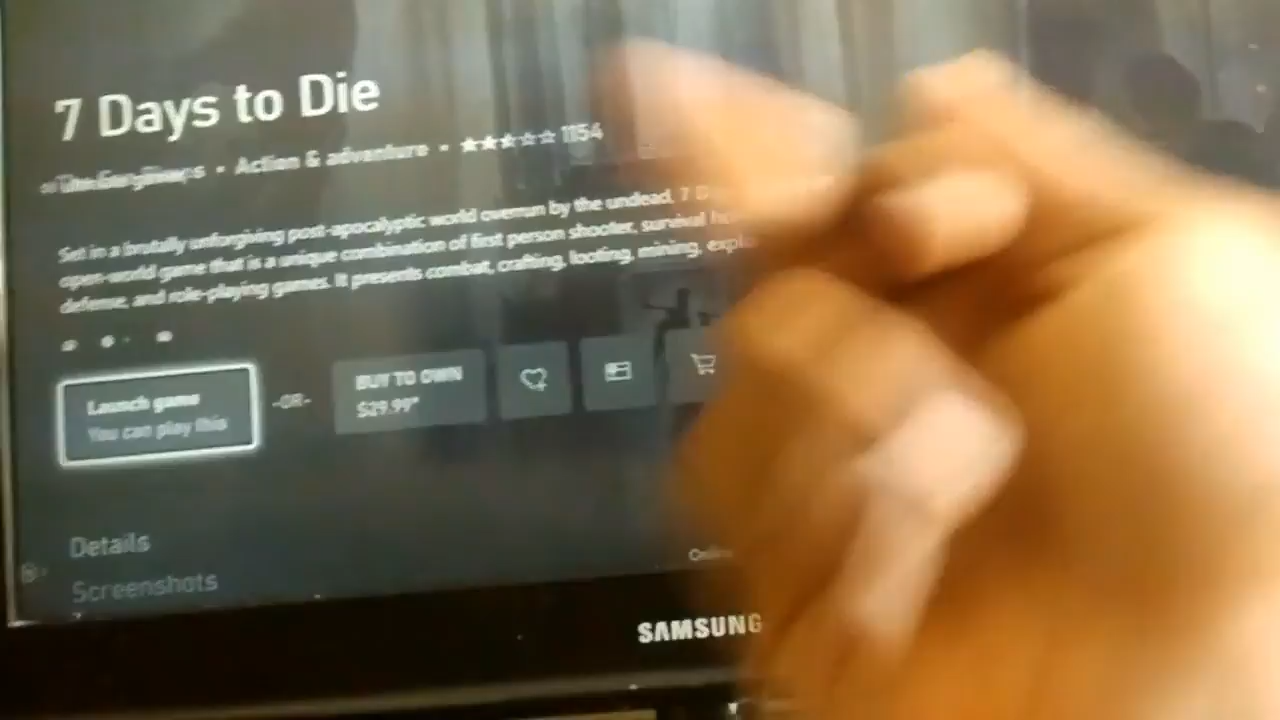 7 Days to Die
• Action & adventure • ★★★☆☆ 1154
Set in a brutally unforgiving post-apocalyptic world overrun by the undead. 7 D
open-world game that is a unique combination of first person shooter, survival ho
defense, and role-playing games. It presents combat, crafting, looting, mining, explo
Launch game
You can play this
-OR-
BUY TO OWN
$29.99+
Details
Screenshots
SAMSUNG